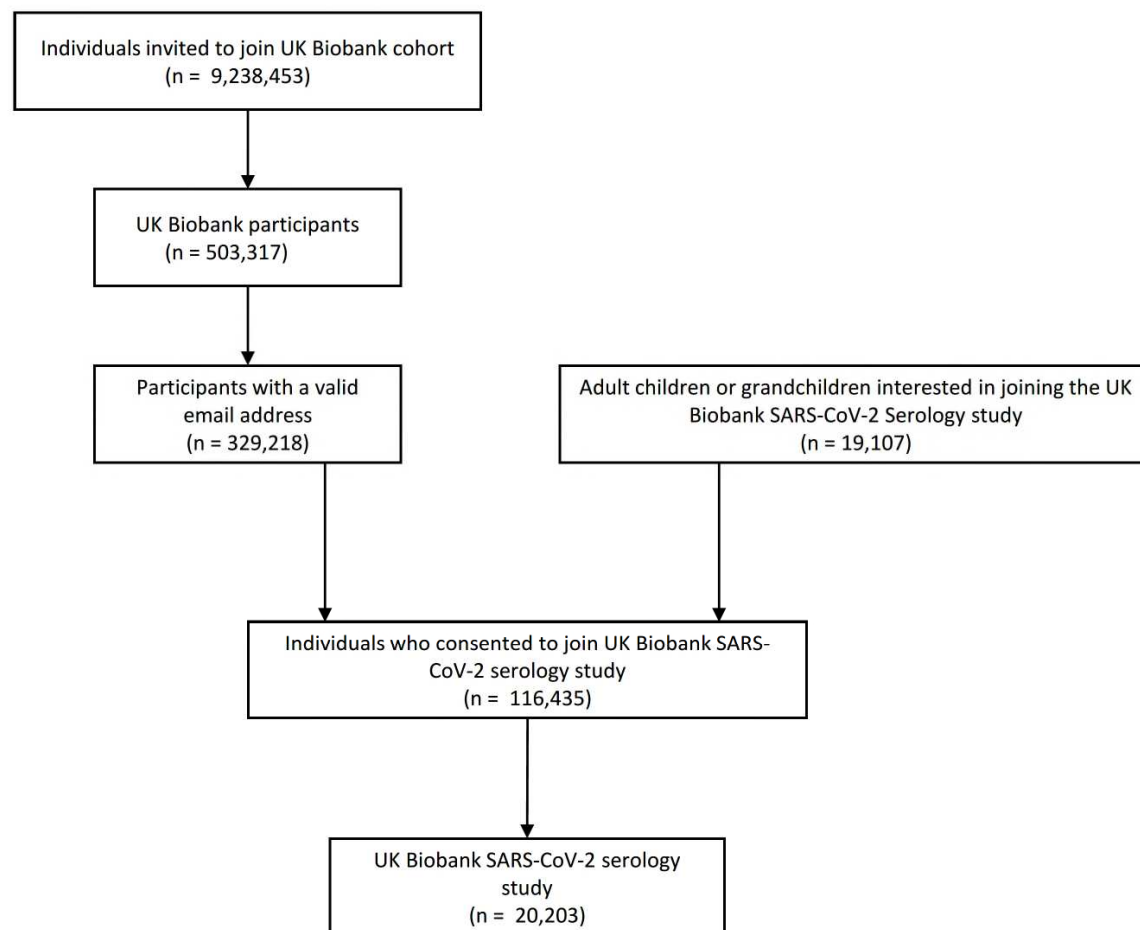 Individuals invited to join UK Biobank cohort
(n = 9,238,453)
UK Biobank participants
(n = 503,317)
Participants with a valid
email address
(n = 329,218)
Adult children or grandchildren interested in joining the UK
Biobank SARS-CoV-2 Serology study
(n = 19,107)
Individuals who consented to join UK Biobank SARS-
CoV-2 serology study
(n = 116,435)
UK Biobank SARS-CoV-2 serology
study
(n = 20,203)